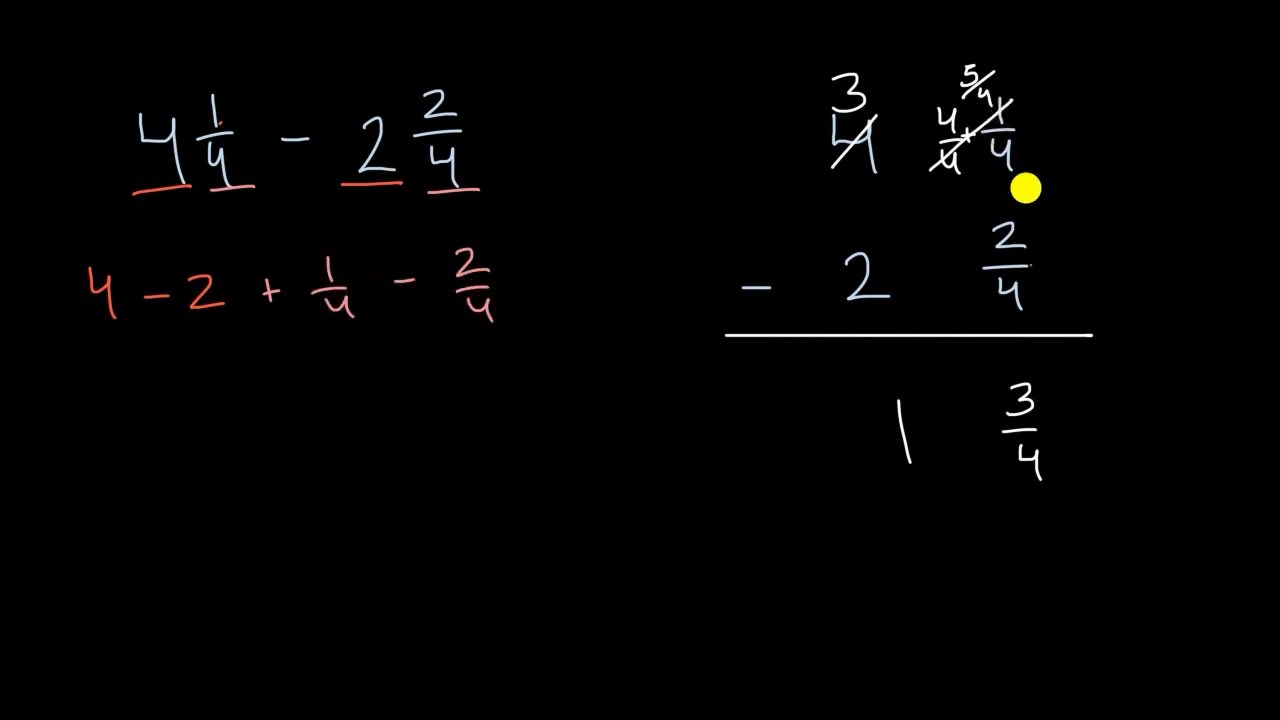 4 1/4 - 2 2/4
4 - 2 + 1/4 - 2/4
3 5/4
4 4/4 + 1/4
- 2 2/4
1 3/4